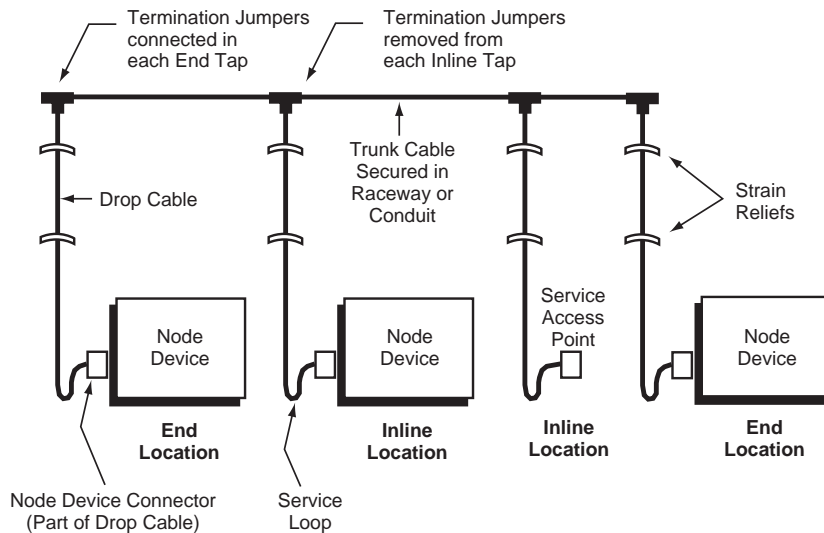 Termination Jumpers
connected in
each End Tap
Termination Jumpers
removed from
each Inline Tap
Trunk Cable
Secured in
Raceway or
Conduit
Drop Cable
Strain
Reliefs
Service
Access
Point
Node
Device
Node
Device
Node
Device
End
Location
Inline
Location
Inline
Location
End
Location
Node Device Connector
(Part of Drop Cable)
Service
Loop